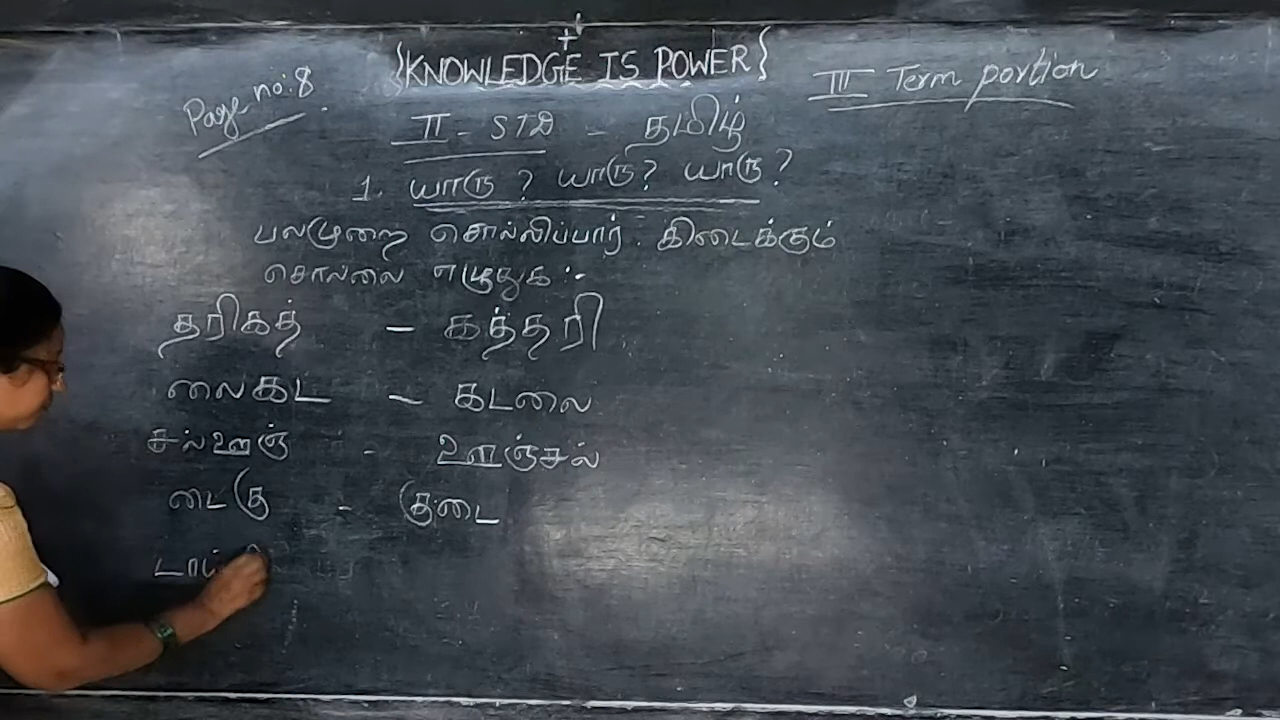 {KNOWLEDGE IS POWER}
Page no: 8
III Term portion
II - STD - தமிழ்
1. யாரு? யாரு? யாரு?
பலமுறை சொல்லிப்பார். கிடைக்கும்
சொல்லை எழுதுக :-
தரிகத் - கத்தரி
லைகட - கடலை
சல்ஊஞ் - ஊஞ்சல்
டைகு - குடை